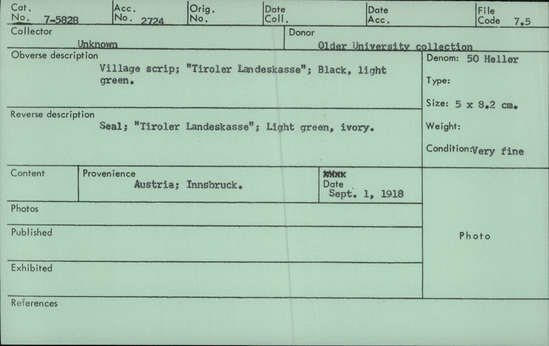 Cat. Acc. Orig. Date Date File
No. 7-5828 No. 2724 No. Coll. Acc. Code 7.5
Collector Donor
Unknown Older University collection
Obverse description Denom: 50 Heller
Village scrip; "Tiroler Landeskasse"; Black, light
green. Type:
Size: 5 x 8.2 cm.
Reverse description
Seal; "Tiroler Landeskasse"; Light green, ivory. Weight:
Condition: Very fine
Content Provenience
Date
Austria; Innsbruck. Sept. 1, 1918
Photos
Published Photo
Exhibited
References